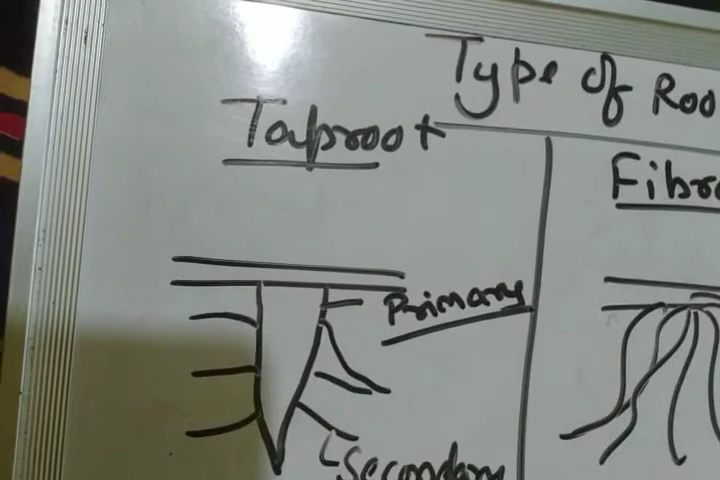 Type of Roo
Taproot
Fibro
Primary
Secondary